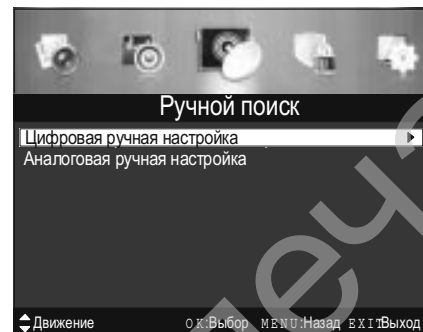 Ручной поиск
Цифровая ручная настройка
Аналоговая ручная настройка
Движение OK:Выбор MENU:Назад EXIT:Выход